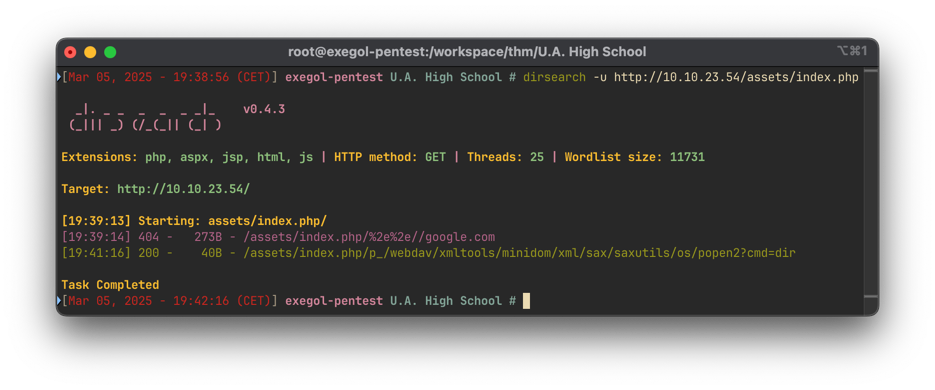 root@exegol-pentest:/workspace/thm/U.A. High School ⌥⌘1
[Mar 05, 2025 - 19:38:56 (CET)] exegol-pentest U.A. High School # dirsearch -u http://10.10.23.54/assets/index.php
  _|. _ _  _  _  _ _|_    v0.4.3
 (_||| _) (/_(_|| (_| )
Extensions: php, aspx, jsp, html, js | HTTP method: GET | Threads: 25 | Wordlist size: 11731
Target: http://10.10.23.54/
[19:39:13] Starting: assets/index.php/
[19:39:14] 404 -   273B - /assets/index.php/%2e%2e//google.com
[19:41:16] 200 -    40B - /assets/index.php/p_/webdav/xmltools/minidom/xml/sax/saxutils/os/popen2?cmd=dir
Task Completed
[Mar 05, 2025 - 19:42:16 (CET)] exegol-pentest U.A. High School #